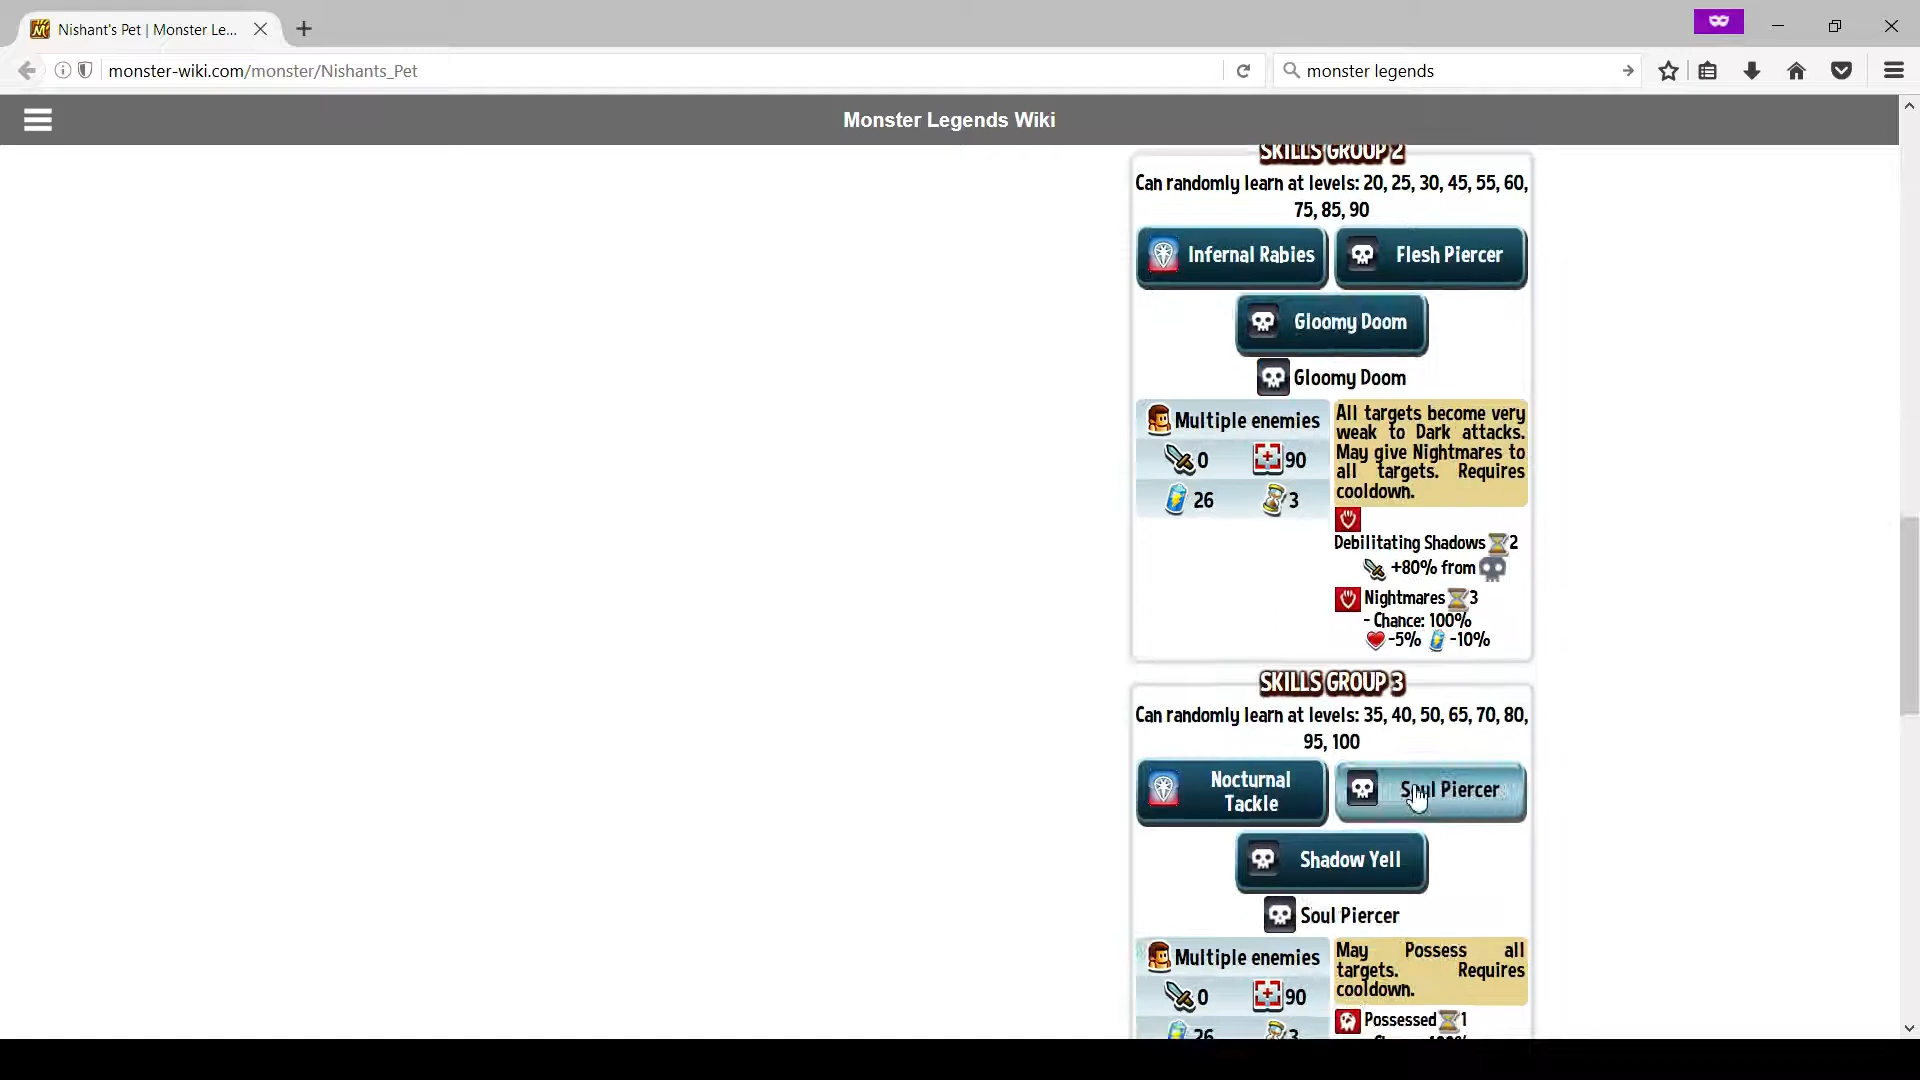 Nishant's Pet | Monster Le...
monster-wiki.com/monster/Nishants_Pet
monster legends
Monster Legends Wiki
SKILLS GROUP 2
Can randomly learn at levels: 20, 25, 30, 45, 55, 60,
75, 85, 90
Infernal Rabies
Flesh Piercer
Gloomy Doom
Gloomy Doom
Multiple enemies
0 90
26 3
All targets become very
weak to Dark attacks.
May give Nightmares to
all targets. Requires
cooldown.
Debilitating Shadows 2
+80% from
Nightmares 3
- Chance: 100%
-5% -10%
SKILLS GROUP 3
Can randomly learn at levels: 35, 40, 50, 65, 70, 80,
95, 100
Nocturnal
Tackle
Soul Piercer
Shadow Yell
Soul Piercer
Multiple enemies
0 90
26 3
May Possess all
targets. Requires
cooldown.
Possessed 1